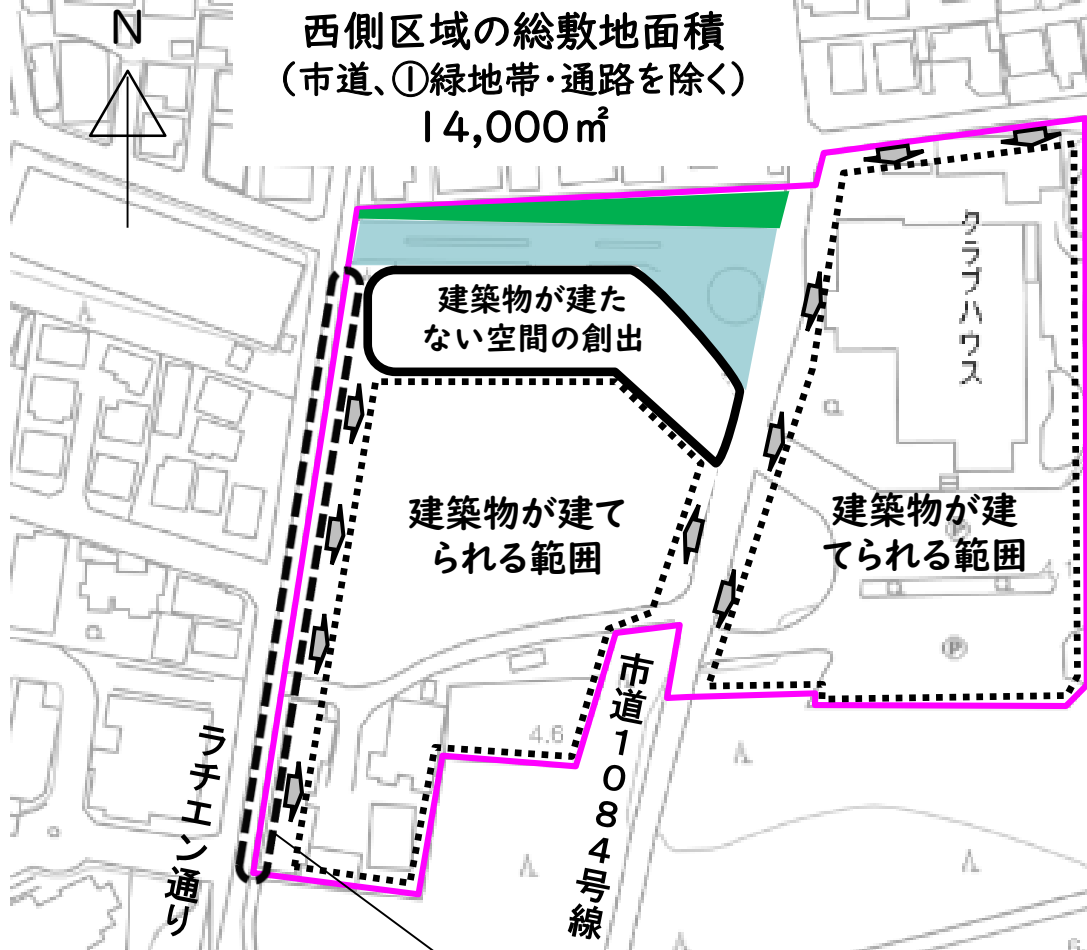 N
西側区域の総敷地面積
(市道、①緑地帯・通路を除く)
14,000㎡
建築物が建た
ない空間の創出
クラブハウス
建築物が建て
られる範囲
建築物が建
てられる範囲
P
P
4.6
市道1084号線
ラチエン通り